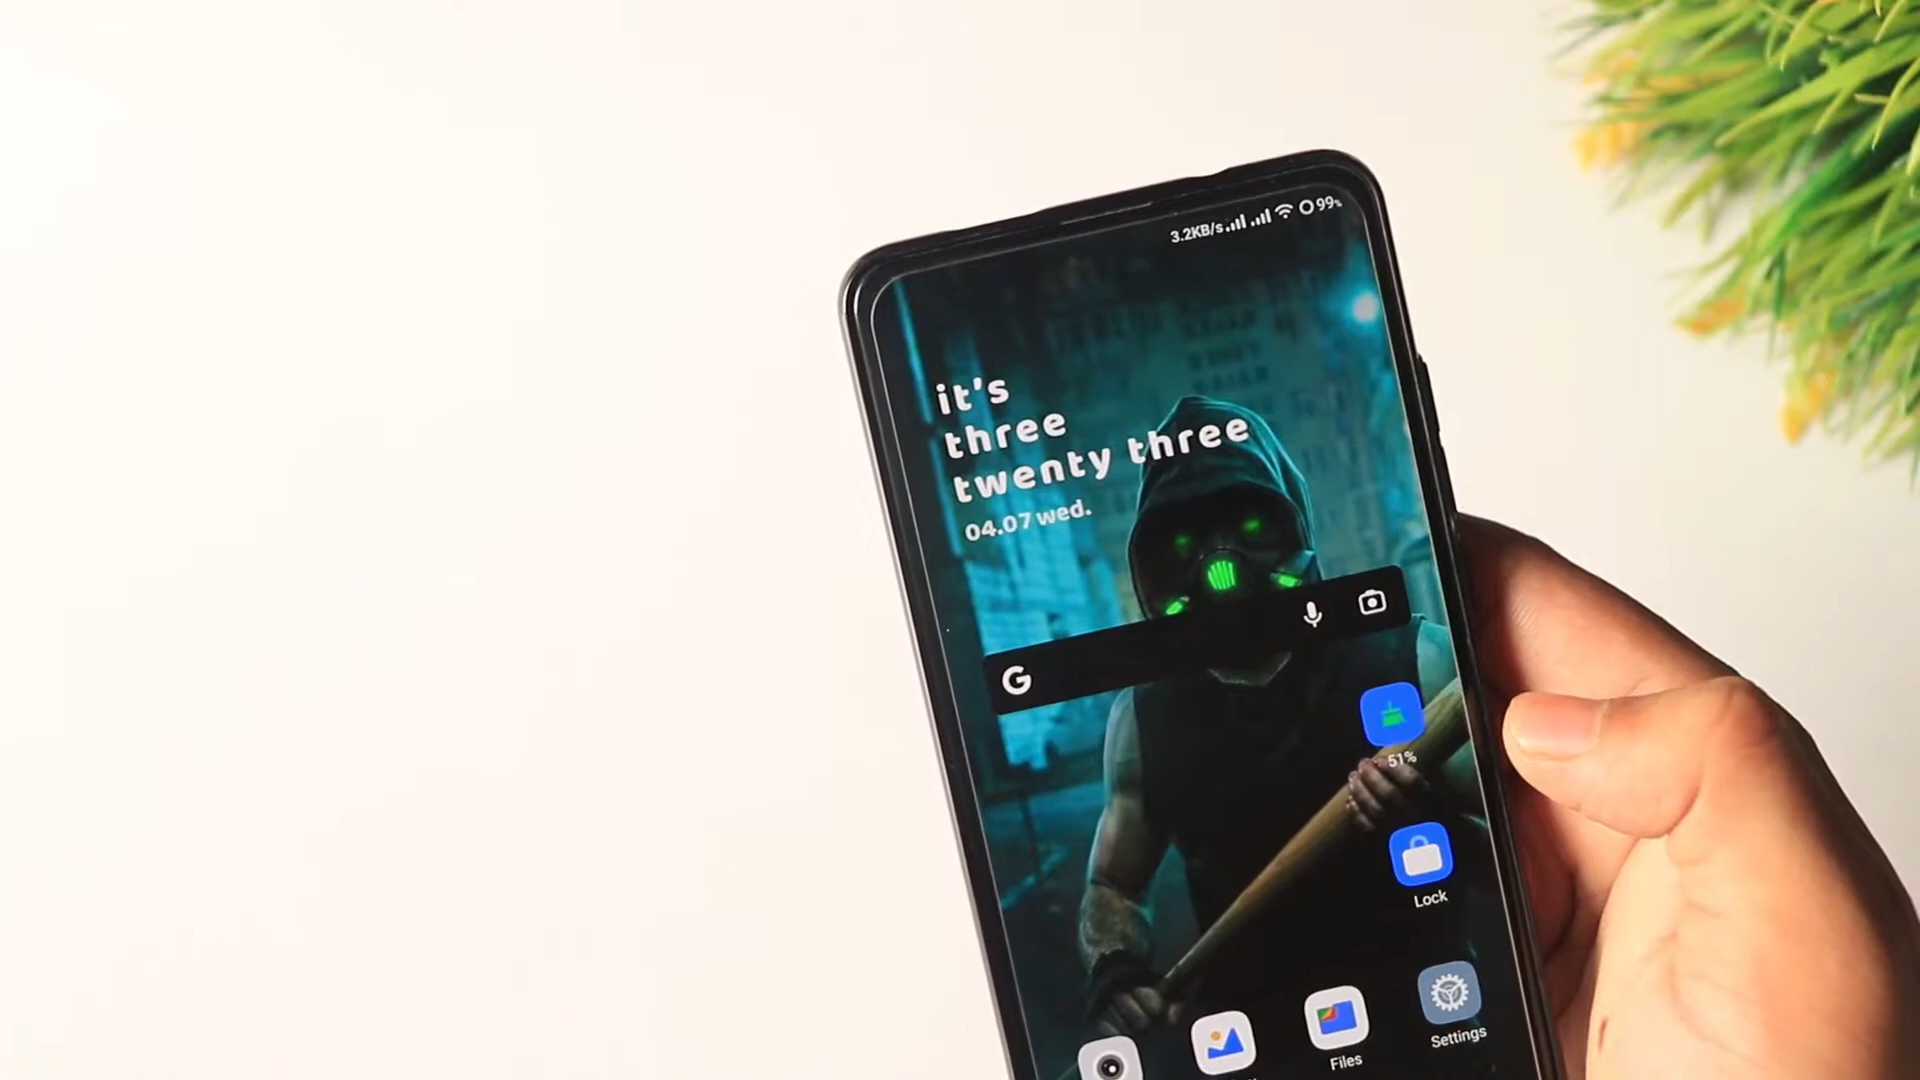 3.2KB/s 99%
it's
three
twenty three
04.07 wed.
G
51%
Lock
Settings
Files